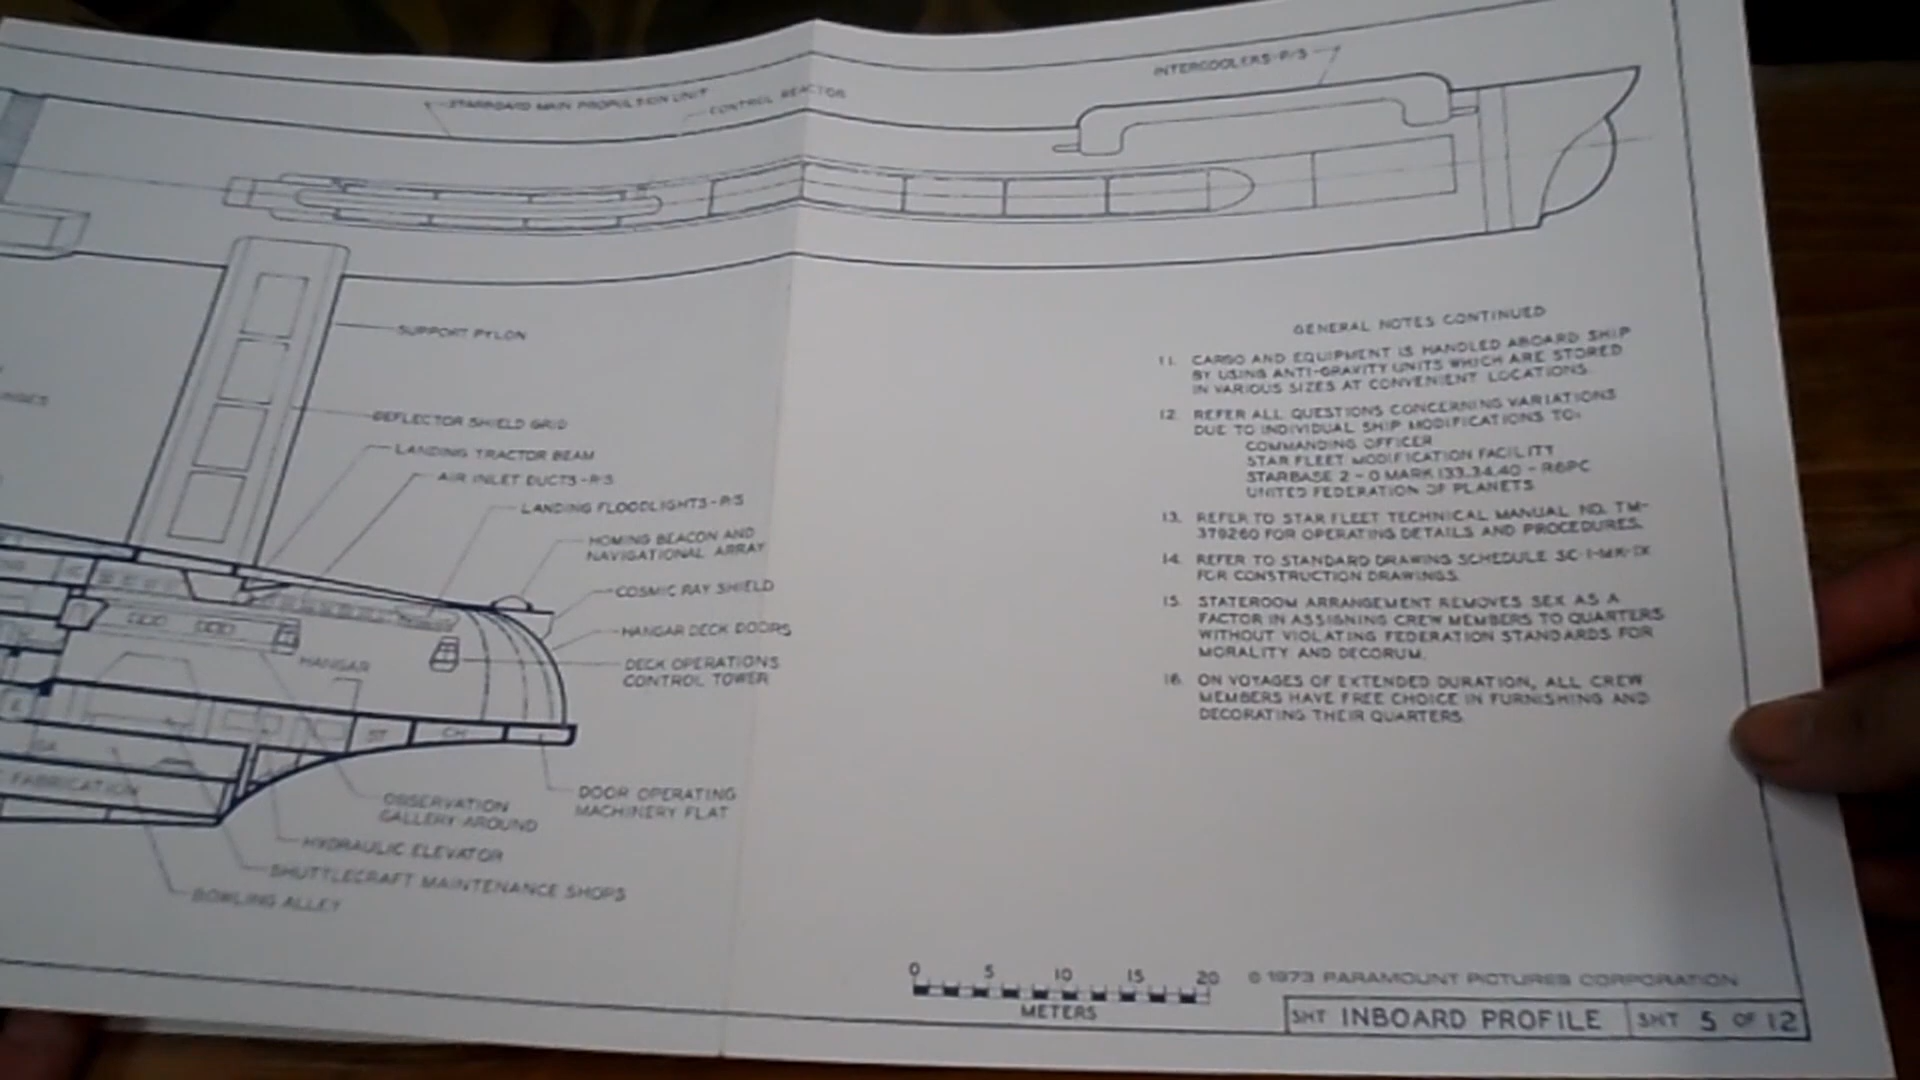 INTERCOOLERS-P/S
STARBOARD MAIN PROPULSION UNIT
CONTROL REACTOR
SUPPORT PYLON
DEFLECTOR SHIELD GRID
LANDING TRACTOR BEAM
AIR INLET DUCTS-P/S
LANDING FLOODLIGHTS-P/S
HOMING BEACON AND
NAVIGATIONAL ARRAY
COSMIC RAY SHIELD
HANGAR DECK DOORS
DECK OPERATIONS
CONTROL TOWER
HANGAR
ST
CH
FABRICATION
DOOR OPERATING
MACHINERY FLAT
OBSERVATION
GALLERY AROUND
HYDRAULIC ELEVATOR
SHUTTLECRAFT MAINTENANCE SHOPS
BOWLING ALLEY
GENERAL NOTES CONTINUED
11. CARGO AND EQUIPMENT IS HANDLED ABOARD SHIP
BY USING ANTI-GRAVITY UNITS WHICH ARE STORED
IN VARIOUS SIZES AT CONVENIENT LOCATIONS.
12. REFER ALL QUESTIONS CONCERNING VARIATIONS
DUE TO INDIVIDUAL SHIP MODIFICATIONS TO:
COMMANDING OFFICER
STAR FLEET MODIFICATION FACILITY
STARBASE 2 - 0 MARK 133.34.40 - R6PC
UNITED FEDERATION OF PLANETS
13. REFER TO STAR FLEET TECHNICAL MANUAL NO. TM-
379260 FOR OPERATING DETAILS AND PROCEDURES.
14. REFER TO STANDARD DRAWING SCHEDULE SC-1-MK-IX
FOR CONSTRUCTION DRAWINGS.
15. STATEROOM ARRANGEMENT REMOVES SEX AS A
FACTOR IN ASSIGNING CREW MEMBERS TO QUARTERS
WITHOUT VIOLATING FEDERATION STANDARDS FOR
MORALITY AND DECORUM.
16. ON VOYAGES OF EXTENDED DURATION, ALL CREW
MEMBERS HAVE FREE CHOICE IN FURNISHING AND
DECORATING THEIR QUARTERS.
0 5 10 15 20
METERS
© 1973 PARAMOUNT PICTURES CORPORATION
SHT INBOARD PROFILE SHT 5 OF 12